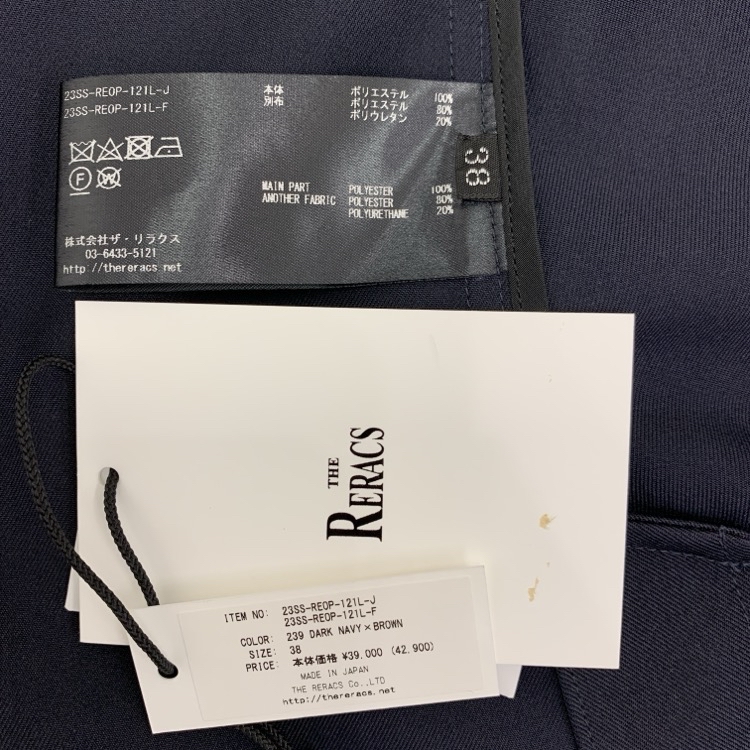 23SS-REOP-121L-J
23SS-REOP-121L-F
本体 ポリエステル 100%
別布 ポリエステル 80%
ポリウレタン 20%
38
F
MAIN PART POLYESTER 100%
ANOTHER FABRIC POLYESTER 80%
POLYURETHANE 20%
株式会社ザ・リラクス
03-6433-5121
http://thereracs.net
THE
RERACS
ITEM NO: 23SS-REOP-121L-J
23SS-REOP-121L-F
COLOR: 239 DARK NAVY×BROWN
SIZE: 38
PRICE: 本体価格 ¥39,000 (42,900)
MADE IN JAPAN
THE RERACS Co.,LTD
http://thereracs.net